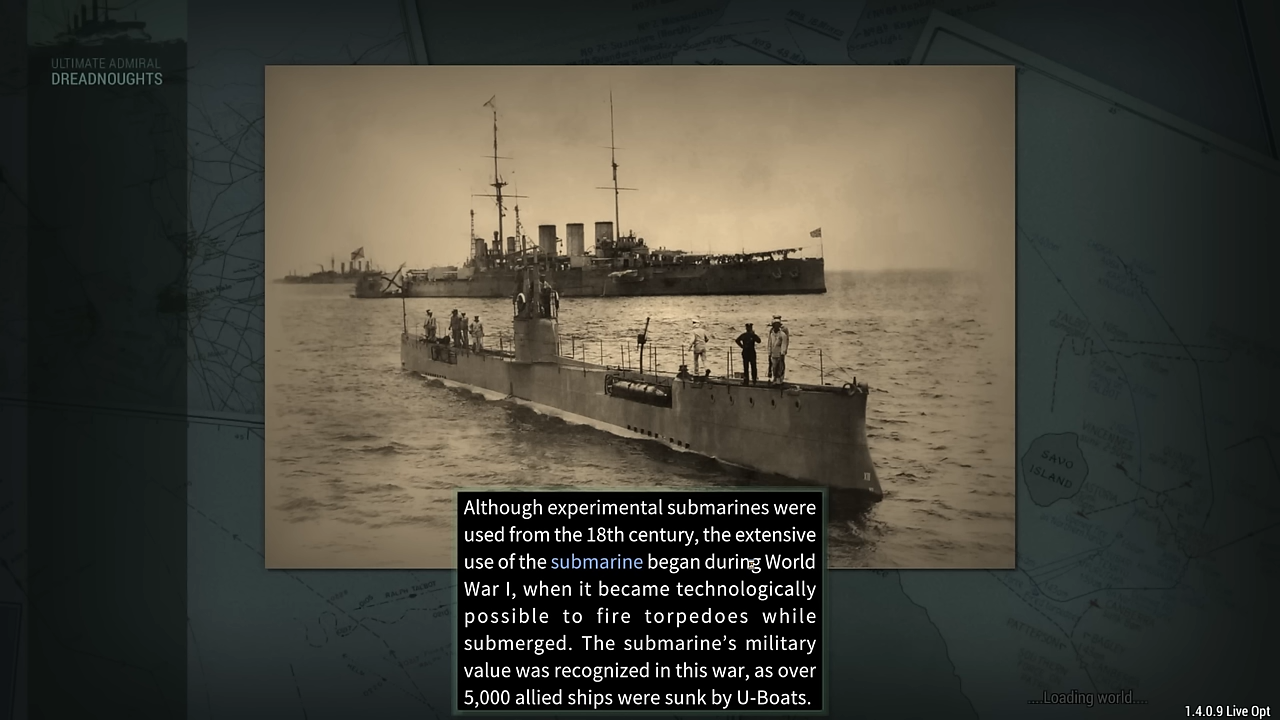 ULTIMATE ADMIRAL
DREADNOUGHTS
Although experimental submarines were
used from the 18th century, the extensive
use of the submarine began during World
War I, when it became technologically
possible to fire torpedoes while
submerged. The submarine’s military
value was recognized in this war, as over
5,000 allied ships were sunk by U-Boats.
SAVO
ISLAND
....Loading world....
1.4.0.9 Live Opt